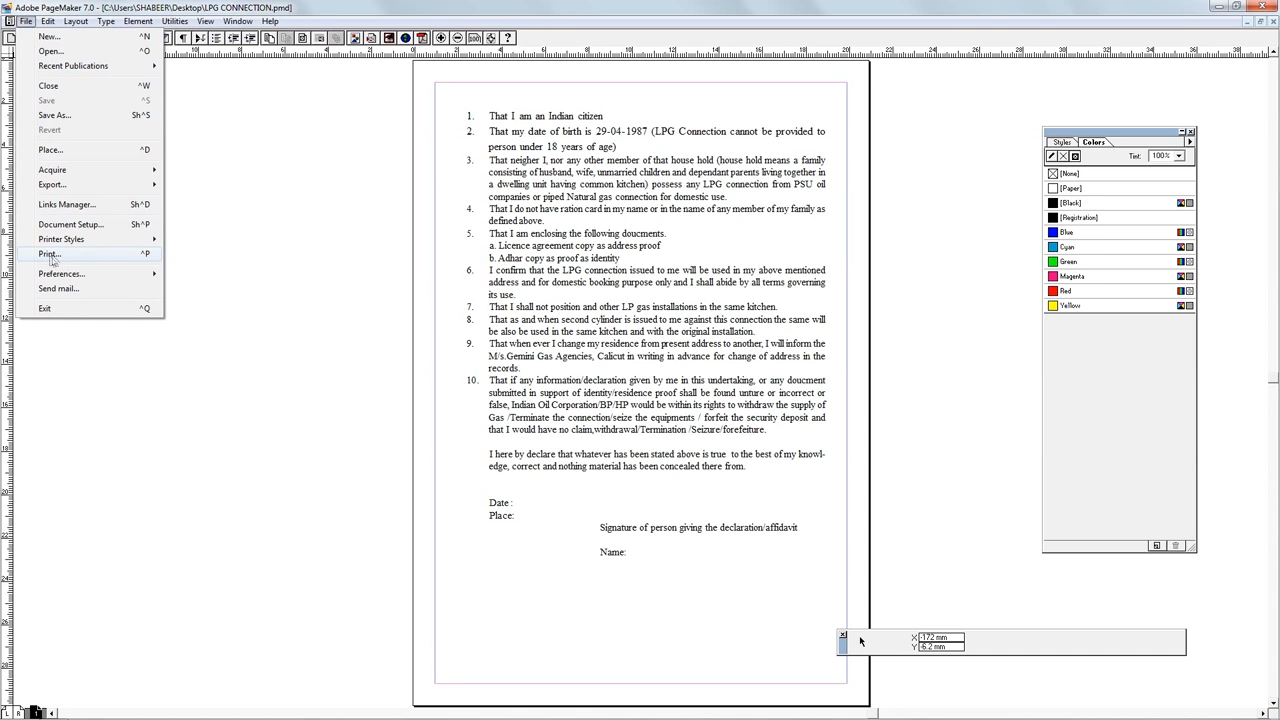 Adobe PageMaker 7.0 - [C:\Users\SHABEER\Desktop\LPG CONNECTION.pmd]
File Edit Layout Type Element Utilities View Window Help
New... ^N
Open... ^O
Recent Publications
Close ^W
Save ^S
Save As... Sh^S
Revert
Place... ^D
Acquire
Export...
Links Manager... Sh^D
Document Setup... Sh^P
Printer Styles
Print... ^P
Preferences...
Send mail...
Exit ^Q
1. That I am an Indian citizen
2. That my date of birth is 29-04-1987 (LPG Connection cannot be provided to
person under 18 years of age)
3. That neigher I, nor any other member of that house hold (house hold means a family
consisting of husband, wife, unmarried children and dependant parents living together in
a dwelling unit having common kitchen) possess any LPG connection from PSU oil
companies or piped Natural gas connection for domestic use.
4. That I do not have ration card in my name or in the name of any member of my family as
defined above.
5. That I am enclosing the following doucments.
a. Licence agreement copy as address proof
b. Adhar copy as proof as identity
6. I confirm that the LPG connection issued to me will be used in my above mentioned
address and for domestic booking purpose only and I shall abide by all terms governing
its use.
7. That I shall not position and other LP gas installations in the same kitchen.
8. That as and when second cylinder is issued to me against this connection the same will
be also be used in the same kitchen and with the original installation.
9. That when ever I change my residence from present address to another, I will inform the
M/s.Gemini Gas Agencies, Calicut in writing in advance for change of address in the
records.
10. That if any information/declaration given by me in this undertaking, or any doucment
submitted in support of identity/residence proof shall be found unture or incorrect or
false, Indian Oil Corporation/BP/HP would be within its rights to withdraw the supply of
Gas /Terminate the connection/seize the equipments / forfeit the security deposit and
that I would have no claim,withdrawal/Termination /Seizure/forefeiture.
I here by declare that whatever has been stated above is true to the best of my knowl-
edge, correct and nothing material has been concealed there from.
Date :
Place:
Signature of person giving the declaration/affidavit
Name:
Styles Colors
Tint: 100%
[None]
[Paper]
[Black]
[Registration]
Blue
Cyan
Green
Magenta
Red
Yellow
X -172 mm
Y -6.2 mm
L R 1